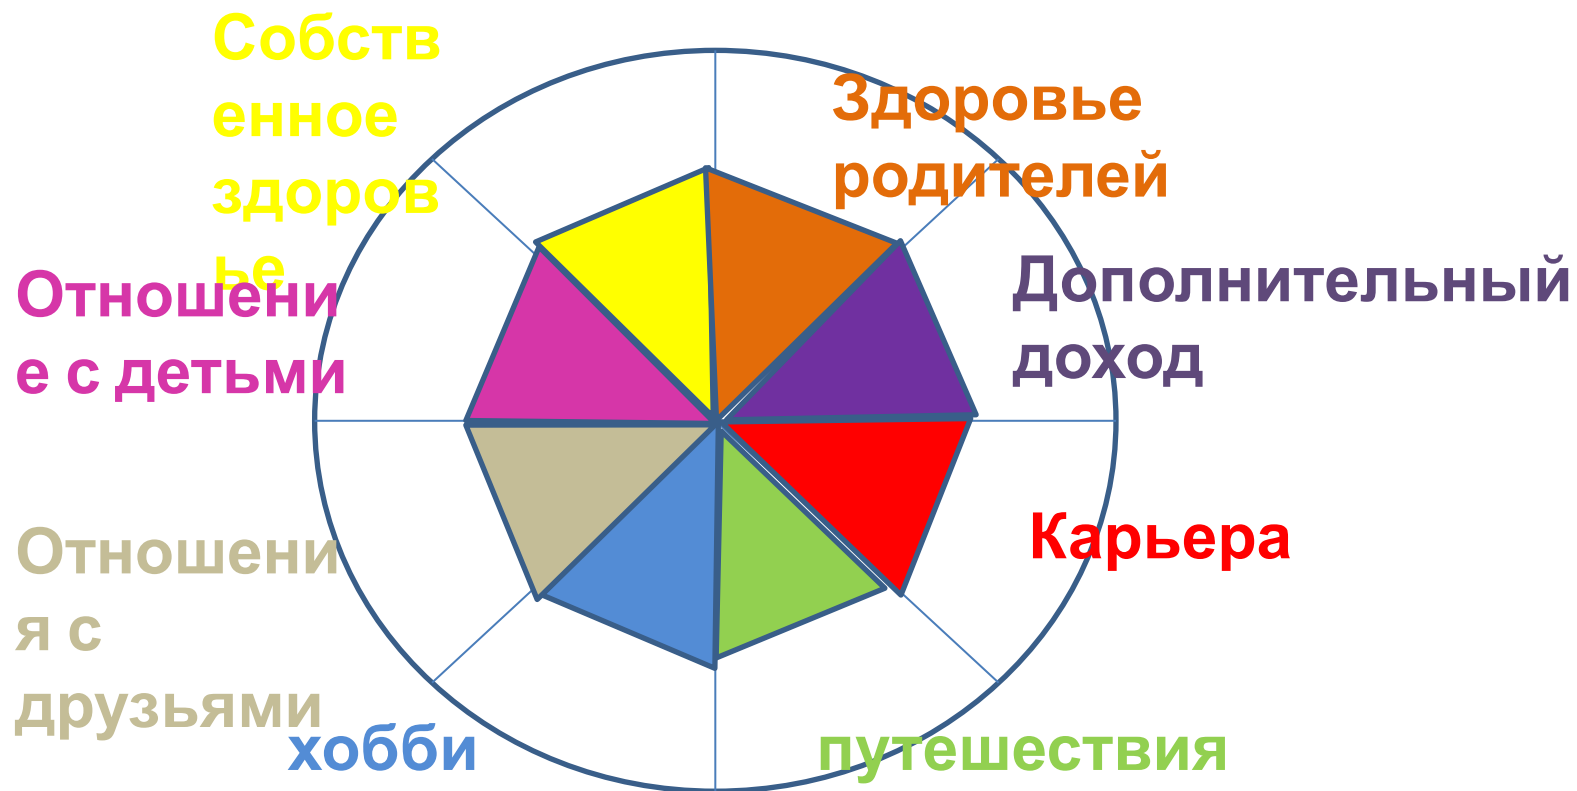 Собств
енное
здоров
ье
Здоровье
родителей
Дополнительный
доход
Отношени
е с детьми
Карьера
Отношени
я с
друзьями
хобби
путешествия